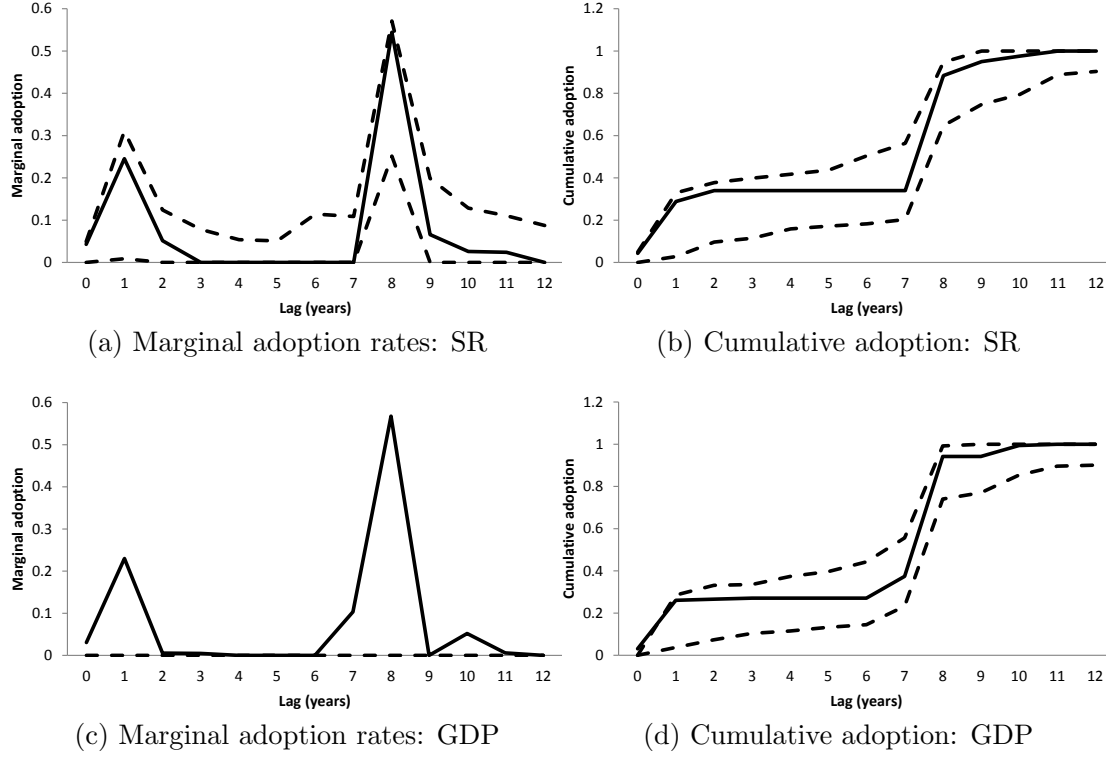 0.6
0.5
0.4
0.3
0.2
0.1
0
Marginal adoption
0 1 2 3 4 5 6 7 8 9 10 11 12
Lag (years)
(a) Marginal adoption rates: SR
1.2
1
0.8
0.6
0.4
0.2
0
Cumulative adoption
0 1 2 3 4 5 6 7 8 9 10 11 12
Lag (years)
(b) Cumulative adoption: SR
0.6
0.5
0.4
0.3
0.2
0.1
0
Marginal adoption
0 1 2 3 4 5 6 7 8 9 10 11 12
Lag (years)
(c) Marginal adoption rates: GDP
1.2
1
0.8
0.6
0.4
0.2
0
Cumulative adoption
0 1 2 3 4 5 6 7 8 9 10 11 12
Lag (years)
(d) Cumulative adoption: GDP